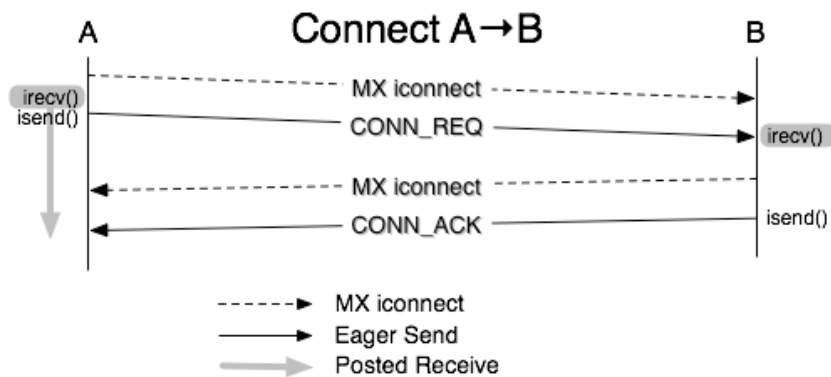 Connect A→B
A
B
MX iconnect
irecv()
isend()
CONN_REQ
irecv()
MX iconnect
CONN_ACK
isend()
MX iconnect
Eager Send
Posted Receive